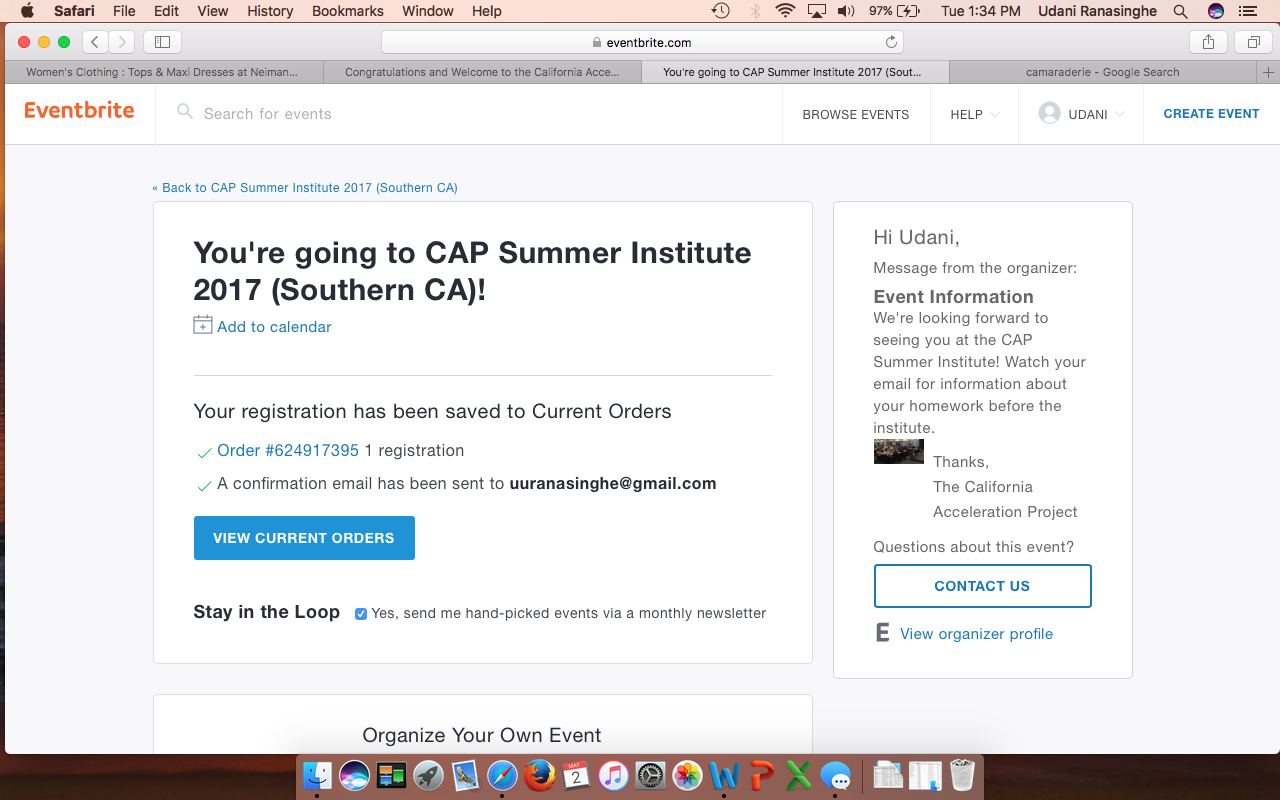 Safari File Edit View History Bookmarks Window Help 97% Tue 1:34 PM Udani Ranasinghe
eventbrite.com
Women's Clothing : Tops & Maxi Dresses at Neiman... Congratulations and Welcome to the California Acce... You're going to CAP Summer Institute 2017 (Sout... camaraderie - Google Search
Eventbrite Search for events BROWSE EVENTS HELP UDANI CREATE EVENT
« Back to CAP Summer Institute 2017 (Southern CA)
You're going to CAP Summer Institute
2017 (Southern CA)!
Add to calendar
Your registration has been saved to Current Orders
Order #624917395 1 registration
A confirmation email has been sent to uuranasinghe@gmail.com
VIEW CURRENT ORDERS
Stay in the Loop Yes, send me hand-picked events via a monthly newsletter
Organize Your Own Event
Hi Udani,
Message from the organizer:
Event Information
We're looking forward to
seeing you at the CAP
Summer Institute! Watch your
email for information about
your homework before the
institute.
Thanks,
The California
Acceleration Project
Questions about this event?
CONTACT US
E View organizer profile
MAY
2